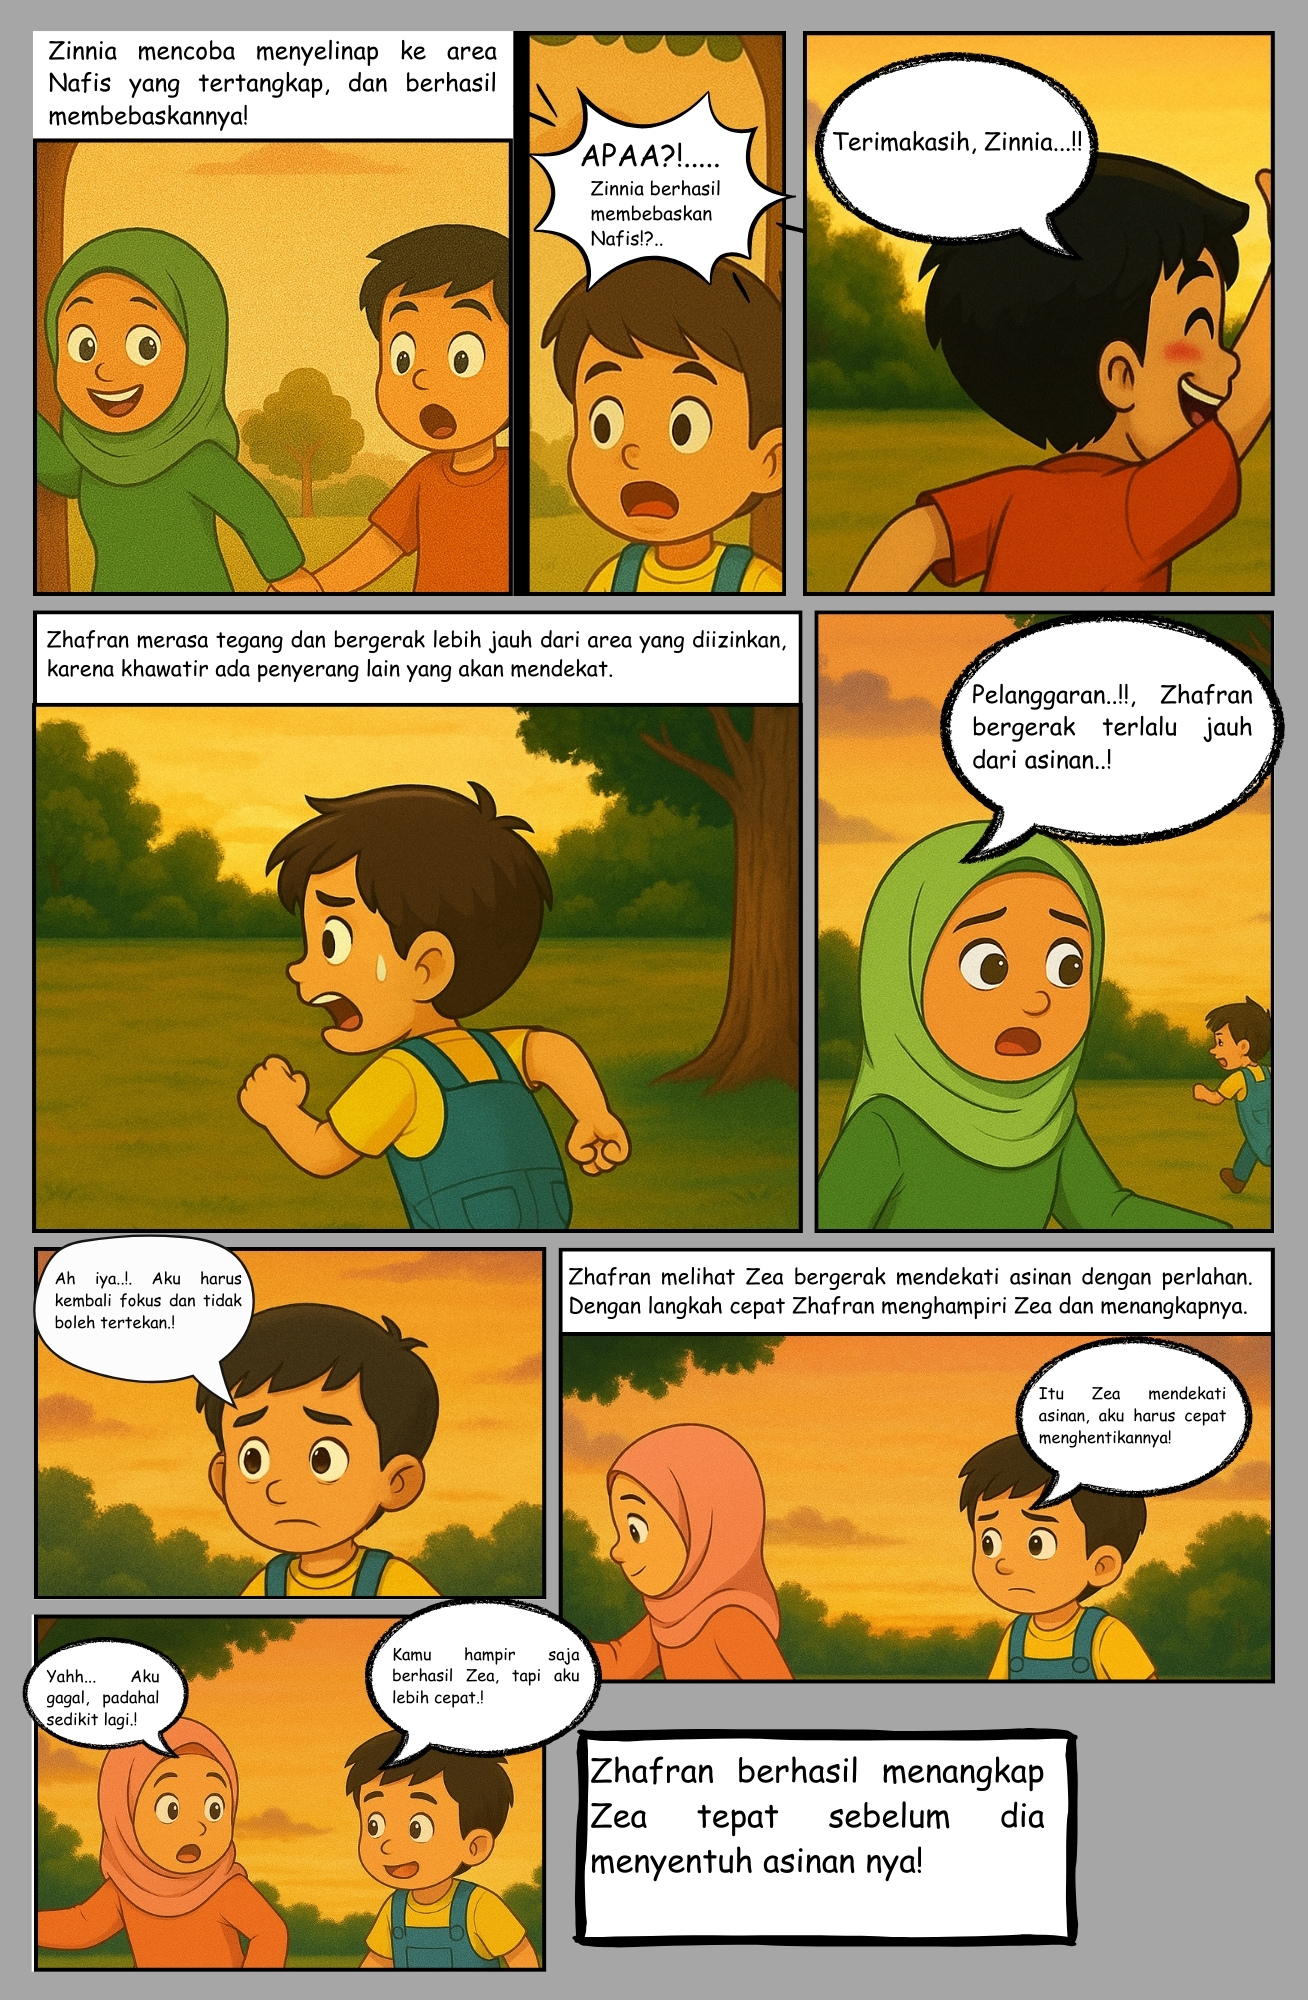 Zinnia mencoba menyelinap ke area
Nafis yang tertangkap, dan berhasil
membebaskannya!
APAA?!.....
Zinnia berhasil
membebaskan
Nafis!?..
Terimakasih, Zinnia...!!
Zhafran merasa tegang dan bergerak lebih jauh dari area yang diizinkan,
karena khawatir ada penyerang lain yang akan mendekat.
Pelanggaran..!!, Zhafran
bergerak terlalu jauh
dari asinan..!
Ah iya..!. Aku harus
kembali fokus dan tidak
boleh tertekan.!
Zhafran melihat Zea bergerak mendekati asinan dengan perlahan.
Dengan langkah cepat Zhafran menghampiri Zea dan menangkapnya.
Itu Zea mendekati
asinan, aku harus cepat
menghentikannya!
Yahh... Aku
gagal, padahal
sedikit lagi.!
Kamu hampir saja
berhasil Zea, tapi aku
lebih cepat.!
Zhafran berhasil menangkap
Zea tepat sebelum dia
menyentuh asinan nya!